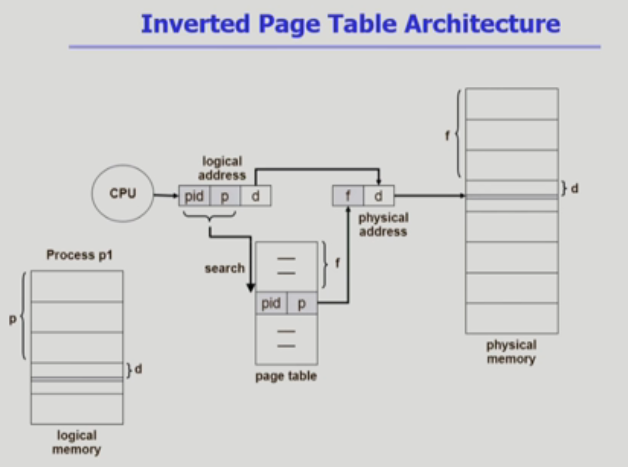 Inverted Page Table Architecture
logical
address
CPU
pid p d
f d
physical
address
f
d
search
f
pid p
page table
Process p1
p
d
logical
memory
physical
memory